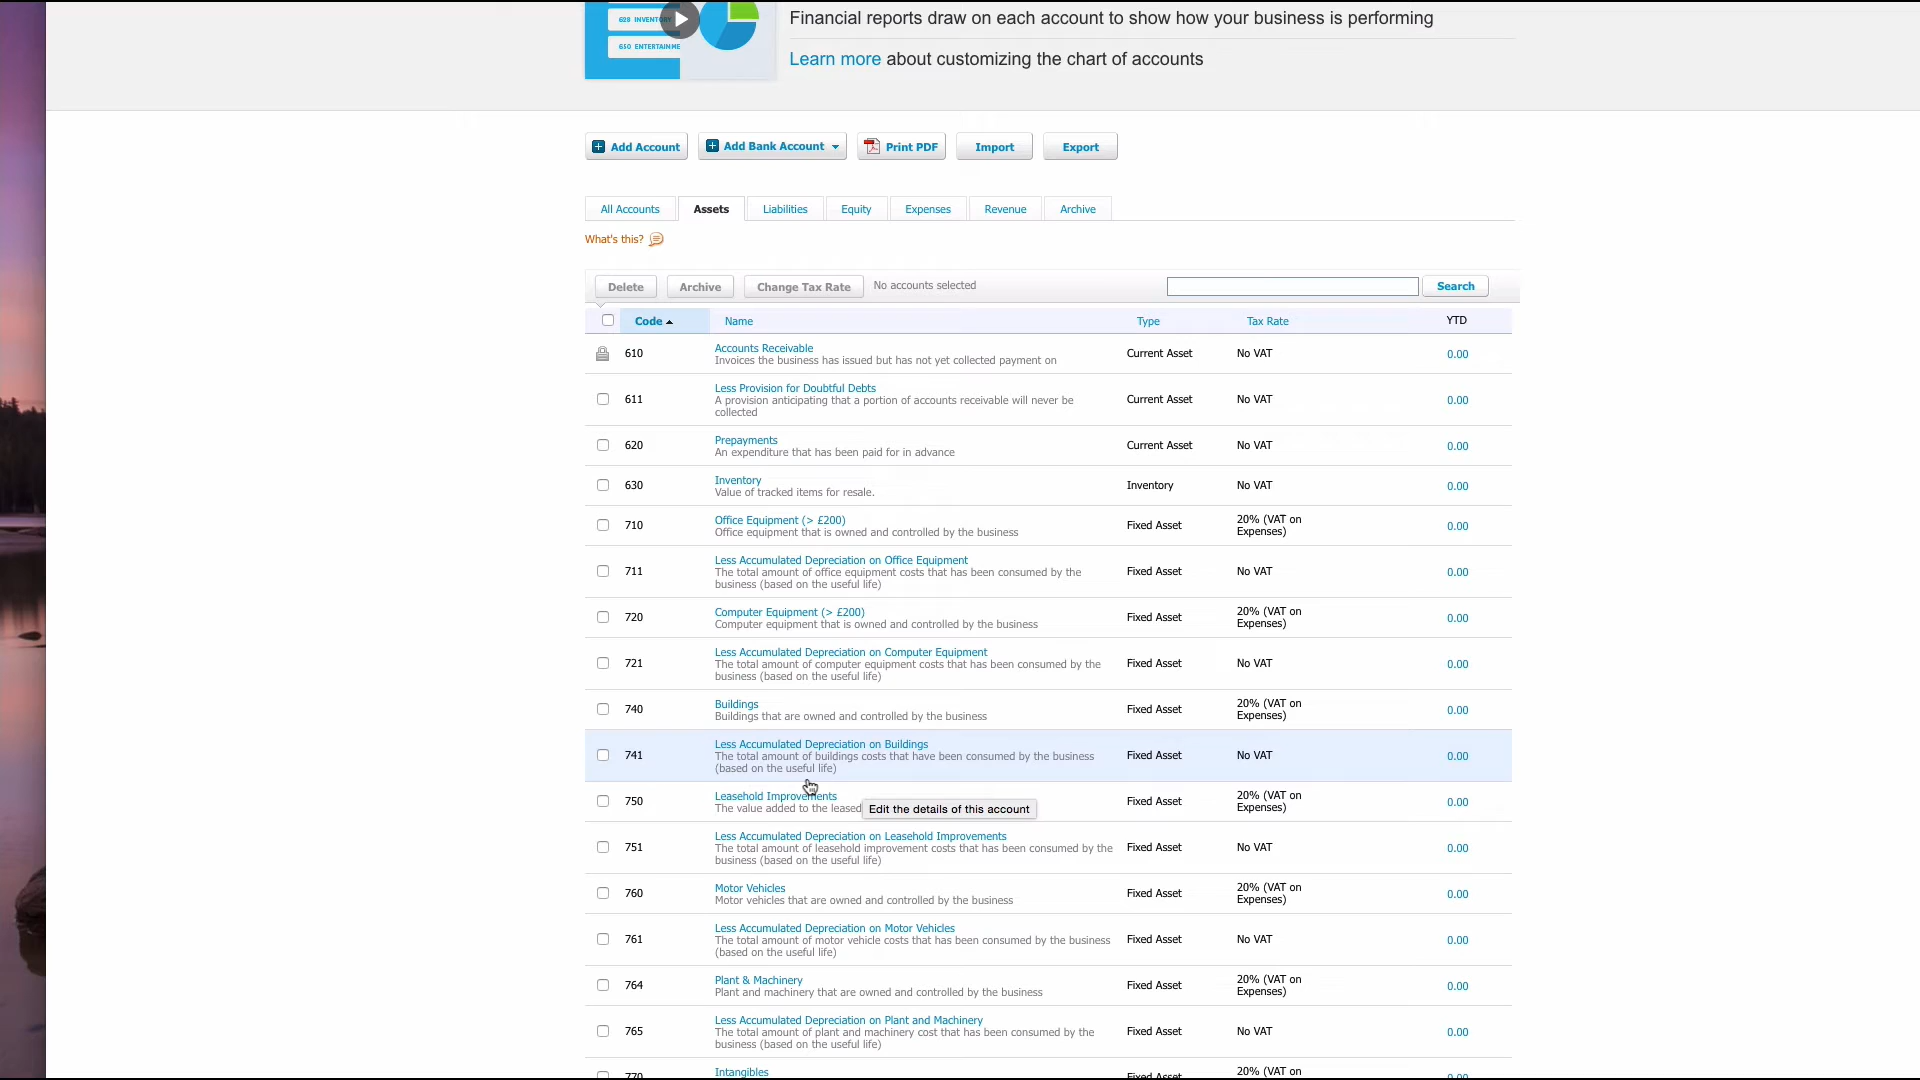 628 INVENTORY
650 ENTERTAINME
Financial reports draw on each account to show how your business is performing
Learn more about customizing the chart of accounts
Add Account
Add Bank Account
Print PDF
Import
Export
All Accounts
Assets
Liabilities
Equity
Expenses
Revenue
Archive
What's this?
Delete
Archive
Change Tax Rate
No accounts selected
Search
Code
Name
Type
Tax Rate
YTD
610
Accounts Receivable
Invoices the business has issued but has not yet collected payment on
Current Asset
No VAT
0.00
611
Less Provision for Doubtful Debts
A provision anticipating that a portion of accounts receivable will never be
collected
Current Asset
No VAT
0.00
620
Prepayments
An expenditure that has been paid for in advance
Current Asset
No VAT
0.00
630
Inventory
Value of tracked items for resale.
Inventory
No VAT
0.00
710
Office Equipment (> £200)
Office equipment that is owned and controlled by the business
Fixed Asset
20% (VAT on
Expenses)
0.00
711
Less Accumulated Depreciation on Office Equipment
The total amount of office equipment costs that has been consumed by the
business (based on the useful life)
Fixed Asset
No VAT
0.00
720
Computer Equipment (> £200)
Computer equipment that is owned and controlled by the business
Fixed Asset
20% (VAT on
Expenses)
0.00
721
Less Accumulated Depreciation on Computer Equipment
The total amount of computer equipment costs that has been consumed by the
business (based on the useful life)
Fixed Asset
No VAT
0.00
740
Buildings
Buildings that are owned and controlled by the business
Fixed Asset
20% (VAT on
Expenses)
0.00
741
Less Accumulated Depreciation on Buildings
The total amount of buildings costs that have been consumed by the business
(based on the useful life)
Fixed Asset
No VAT
0.00
750
Leasehold Improvements
The value added to the leased
Edit the details of this account
Fixed Asset
20% (VAT on
Expenses)
0.00
751
Less Accumulated Depreciation on Leasehold Improvements
The total amount of leasehold improvement costs that has been consumed by the
business (based on the useful life)
Fixed Asset
No VAT
0.00
760
Motor Vehicles
Motor vehicles that are owned and controlled by the business
Fixed Asset
20% (VAT on
Expenses)
0.00
761
Less Accumulated Depreciation on Motor Vehicles
The total amount of motor vehicle costs that has been consumed by the business
(based on the useful life)
Fixed Asset
No VAT
0.00
764
Plant & Machinery
Plant and machinery that are owned and controlled by the business
Fixed Asset
20% (VAT on
Expenses)
0.00
765
Less Accumulated Depreciation on Plant and Machinery
The total amount of plant and machinery cost that has been consumed by the
business (based on the useful life)
Fixed Asset
No VAT
0.00
770
Intangibles
Fixed Asset
20% (VAT on
0.00